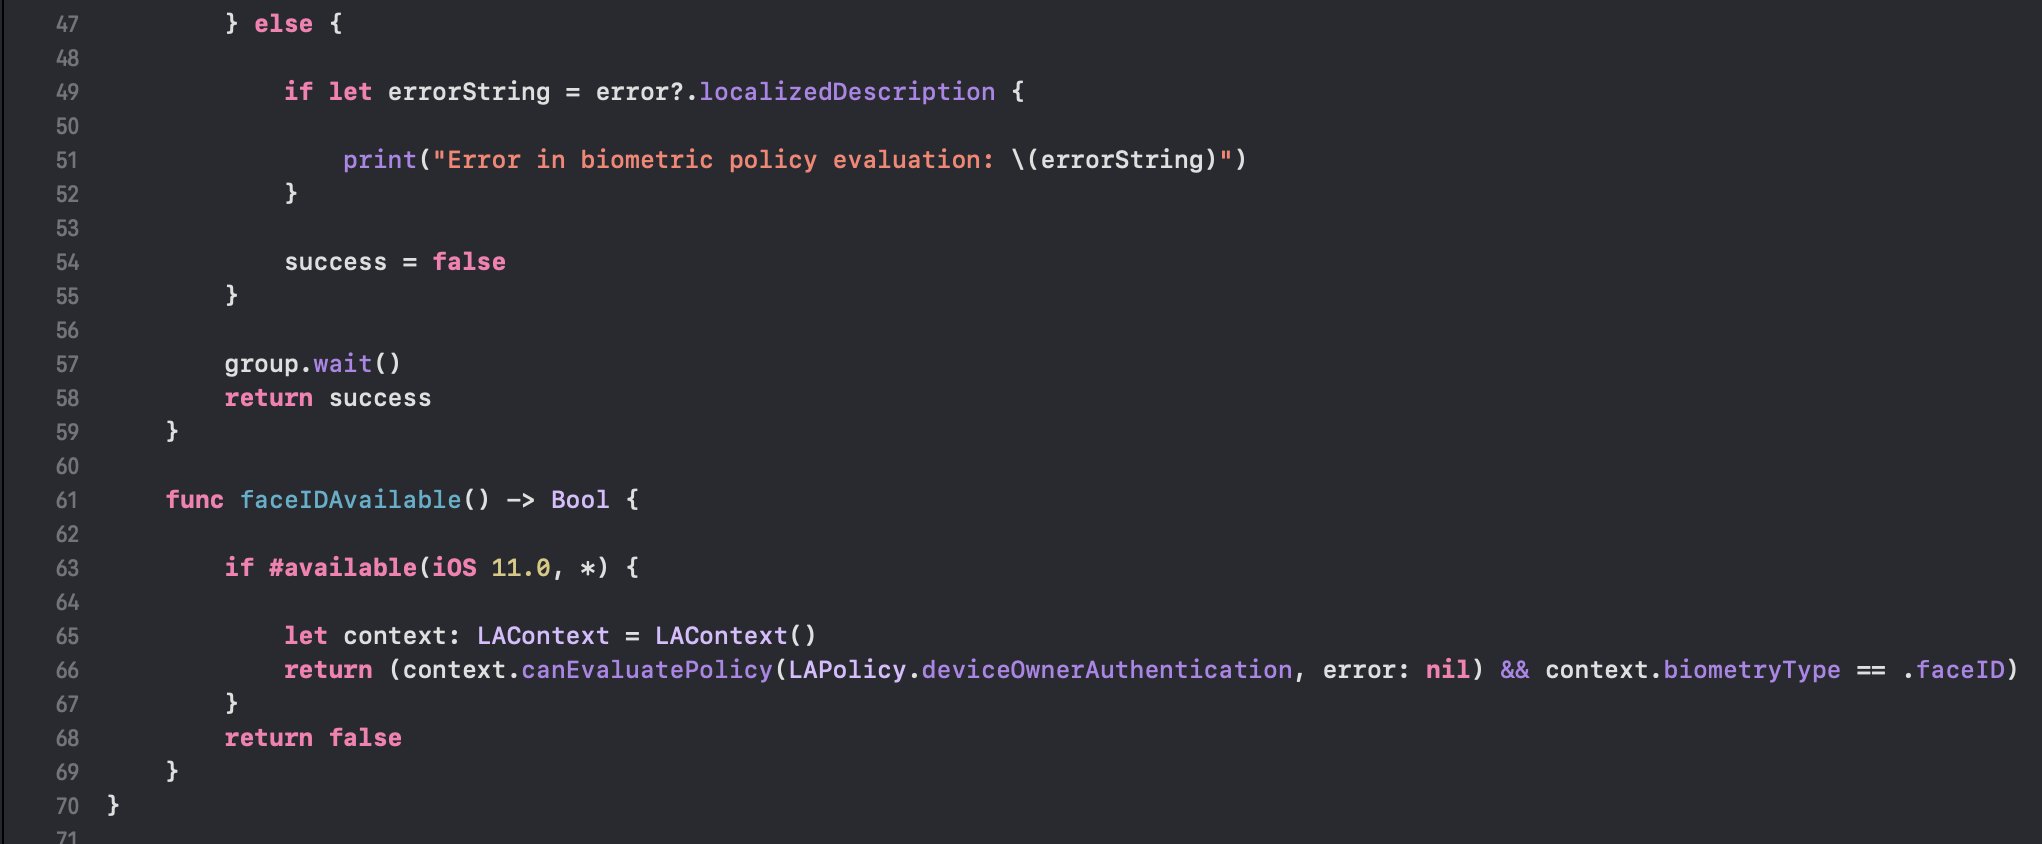 47 } else {
48
49 if let errorString = error?.localizedDescription {
50
51 print("Error in biometric policy evaluation: \(errorString)")
52 }
53
54 success = false
55 }
56
57 group.wait()
58 return success
59 }
60
61 func faceIDAvailable() -> Bool {
62
63 if #available(iOS 11.0, *) {
64
65 let context: LAContext = LAContext()
66 return (context.canEvaluatePolicy(LAPolicy.deviceOwnerAuthentication, error: nil) && context.biometryType == .faceID)
67 }
68 return false
69 }
70 }
71